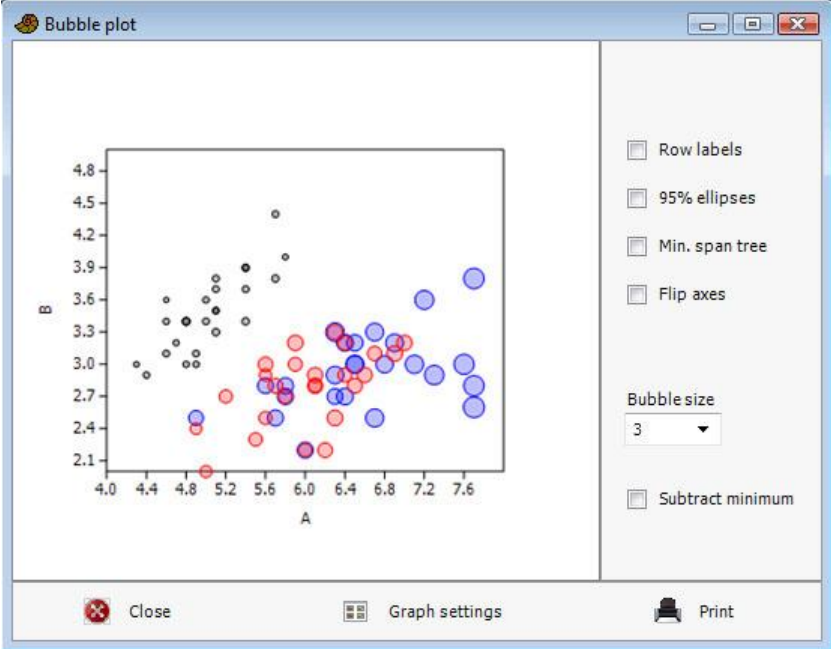 Bubble plot
4.8
4.5
4.2
3.9
3.6
3.3
3.0
2.7
2.4
2.1
B
4.0 4.4 4.8 5.2 5.6 6.0 6.4 6.8 7.2 7.6
A
Row labels
95% ellipses
Min. span tree
Flip axes
Bubble size
3
Subtract minimum
Close Graph settings Print